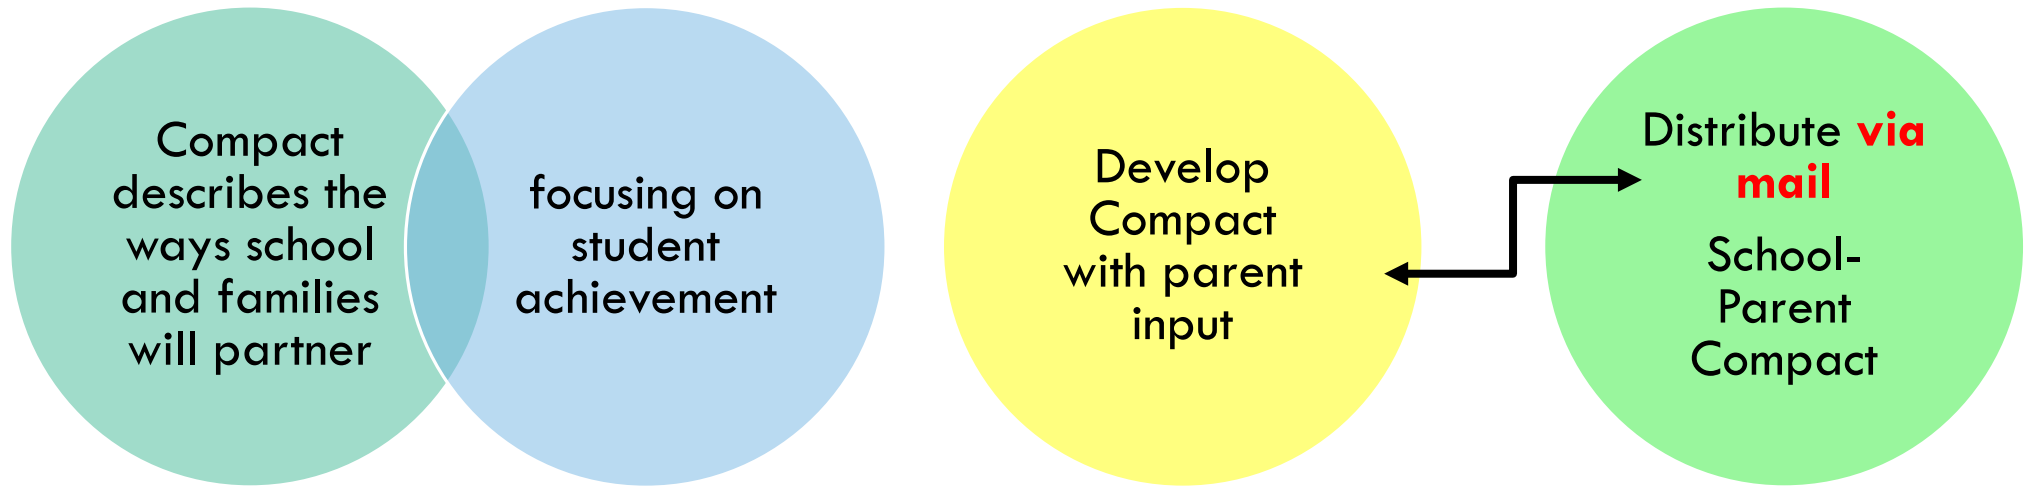 Compact
describes the
ways school
and families
will partner
focusing on
student
achievement
Develop
Compact
with parent
input
Distribute via
mail
School-
Parent
Compact